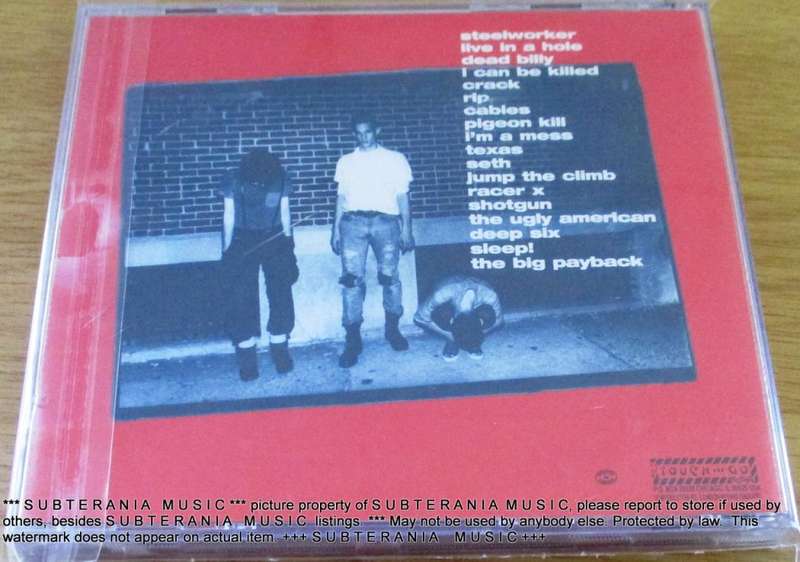 steelworker
live in a hole
dead billy
i can be killed
crack
rip
cables
pigeon kill
i'm a mess
texas
seth
jump the climb
racer x
shotgun
the ugly american
deep six
sleep!
the big payback
TOUCH AND GO
*** S U B T E R A N I A M U S I C *** picture property of S U B T E R A N I A M U S I C, please report to store if used by
others, besides S U B T E R A N I A M U S I C listings. *** May not be used by anybody else. Protected by law. This
watermark does not appear on actual item. +++ S U B T E R A N I A M U S I C +++